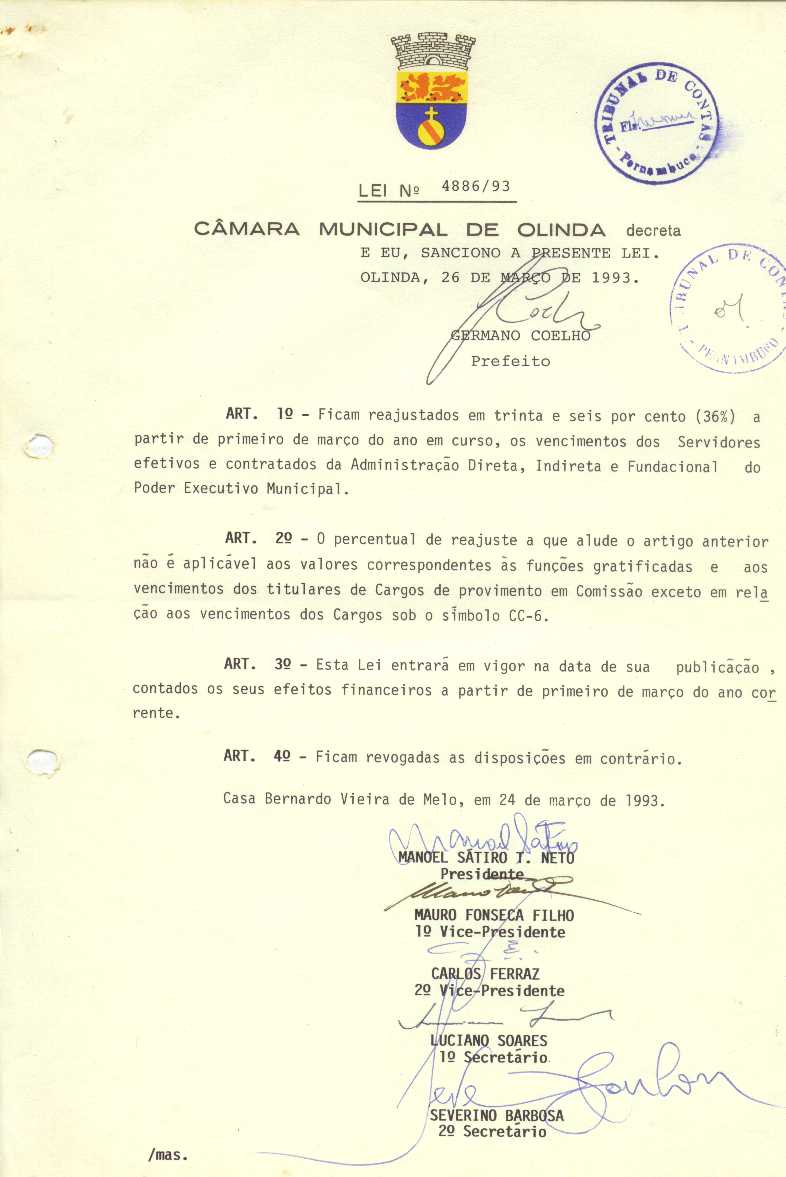 TRIBUNAL DE CONTAS
Fls.
- Pernambuco -
LEI Nº 4886/93
CÂMARA MUNICIPAL DE OLINDA decreta
E EU, SANCIONO A PRESENTE LEI.
OLINDA, 26 DE MARÇO DE 1993.
TRIBUNAL DE CONTAS
01
- PERNAMBUCO -
Coelho
GERMANO COELHO
Prefeito
ART. 1º - Ficam reajustados em trinta e seis por cento (36%) a
partir de primeiro de março do ano em curso, os vencimentos dos Servidores
efetivos e contratados da Administração Direta, Indireta e Fundacional do
Poder Executivo Municipal.
ART. 2º - O percentual de reajuste a que alude o artigo anterior
não é aplicável aos valores correspondentes às funções gratificadas e aos
vencimentos dos titulares de Cargos de provimento em Comissão exceto em rela
ção aos vencimentos dos Cargos sob o símbolo CC-6.
ART. 3º - Esta Lei entrará em vigor na data de sua publicação ,
contados os seus efeitos financeiros a partir de primeiro de março do ano cor
rente.
ART. 4º - Ficam revogadas as disposições em contrário.
Casa Bernardo Vieira de Melo, em 24 de março de 1993.
MANOEL SÁTIRO T. NETO
Presidente
MAURO FONSECA FILHO
1º Vice-Presidente
CARLOS FERRAZ
2º Vice-Presidente
LUCIANO SOARES
1º Secretário
SEVERINO BARBOSA
2º Secretário
/mas.